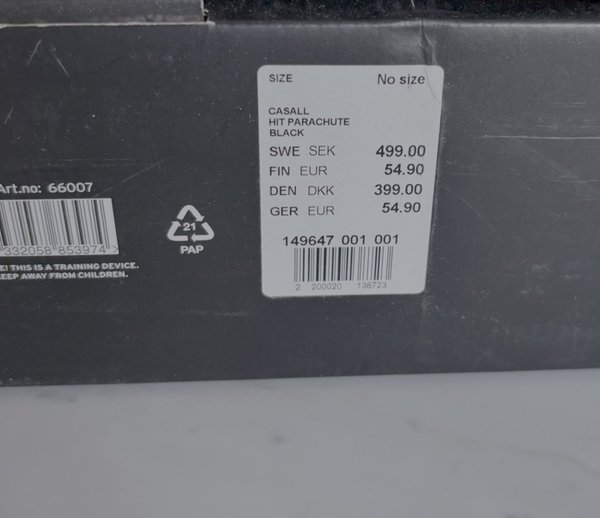 SIZE No size
CASALL
HIT PARACHUTE
BLACK
SWE SEK 499.00
FIN EUR 54.90
DEN DKK 399.00
GER EUR 54.90
149647 001 001
2 200020 138723
Art.no: 66007
332058 853974 >
E! THIS IS A TRAINING DEVICE.
EEP AWAY FROM CHILDREN.
21
PAP